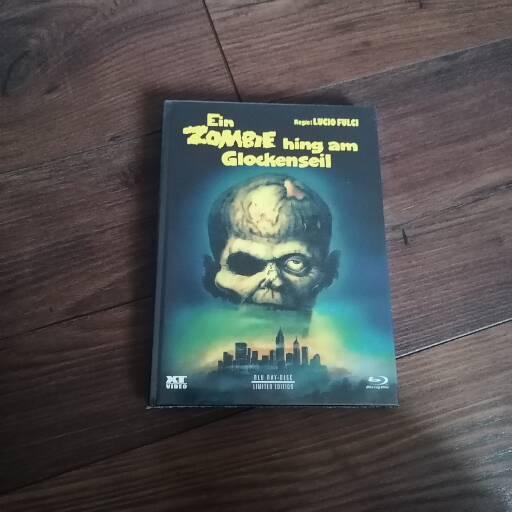 Ein
Regie: LUCIO FULCI
ZOMBIE hing am
Glockenseil
XT
VIDEO
BLU RAY-DISC
LIMITED EDITION